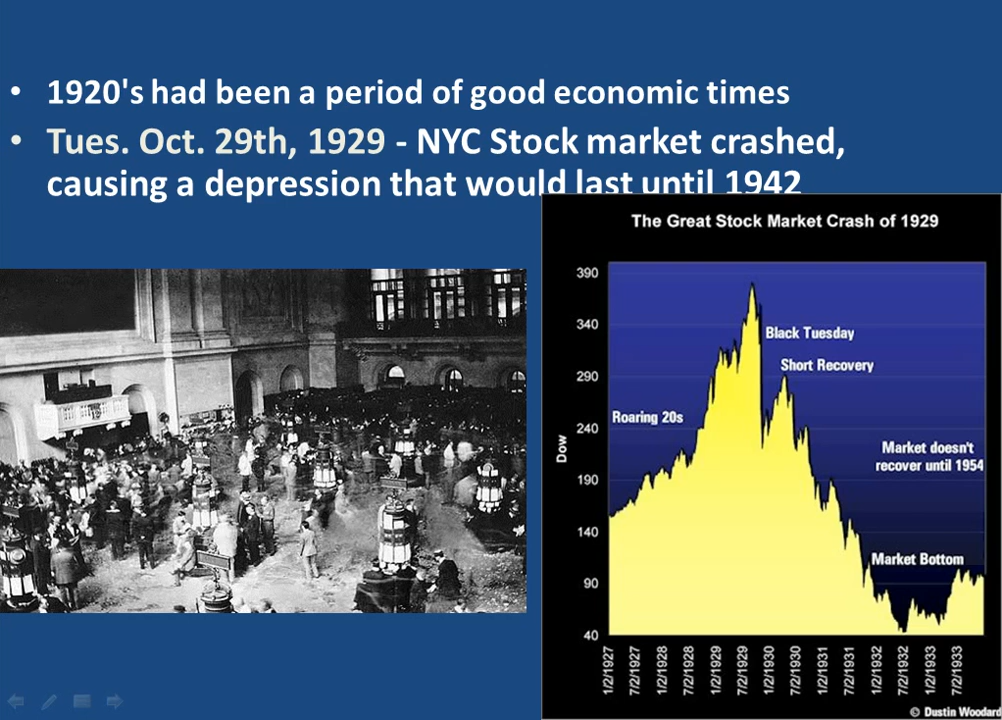 • 1920's had been a period of good economic times
• Tues. Oct. 29th, 1929 - NYC Stock market crashed,
causing a depression that would last until 1942
The Great Stock Market Crash of 1929
390
340
290
240
190
140
90
40
Dow
Roaring 20s
Black Tuesday
Short Recovery
Market doesn't
recover until 1954
Market Bottom
1/2/1927
7/2/1927
1/2/1928
7/2/1928
1/2/1929
7/2/1929
1/2/1930
7/2/1930
1/2/1931
7/2/1931
1/2/1932
7/2/1932
1/2/1933
7/2/1933
© Dustin Woodard